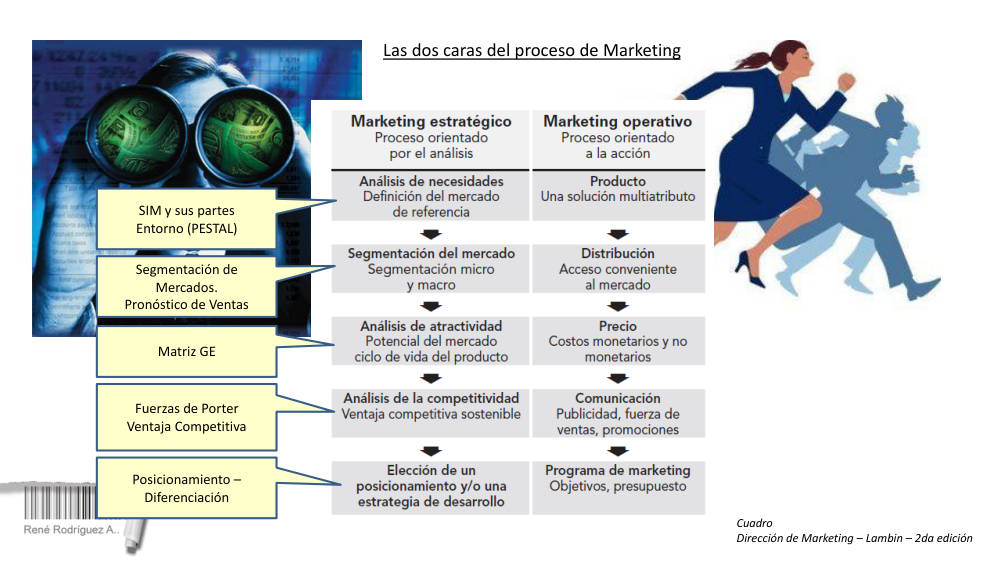 Las dos caras del proceso de Marketing
Marketing estratégico
Proceso orientado
por el análisis
Marketing operativo
Proceso orientado
a la acción
SIM y sus partes
Entorno (PESTAL)
Análisis de necesidades
Definición del mercado
de referencia
Producto
Una solución multiatributo
Segmentación de
Mercados.
Pronóstico de Ventas
Segmentación del mercado
Segmentación micro
y macro
Distribución
Acceso conveniente
al mercado
Matriz GE
Análisis de atractividad
Potencial del mercado
ciclo de vida del producto
Precio
Costos monetarios y no
monetarios
Fuerzas de Porter
Ventaja Competitiva
Análisis de la competitividad
Ventaja competitiva sostenible
Comunicación
Publicidad, fuerza de
ventas, promociones
Posicionamiento –
Diferenciación
Elección de un
posicionamiento y/o una
estrategia de desarrollo
Programa de marketing
Objetivos, presupuesto
René Rodríguez A..
Cuadro
Dirección de Marketing – Lambin – 2da edición